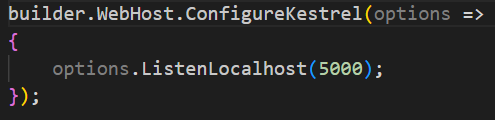 builder.WebHost.ConfigureKestrel(options =>
{
    options.ListenLocalhost(5000);
});